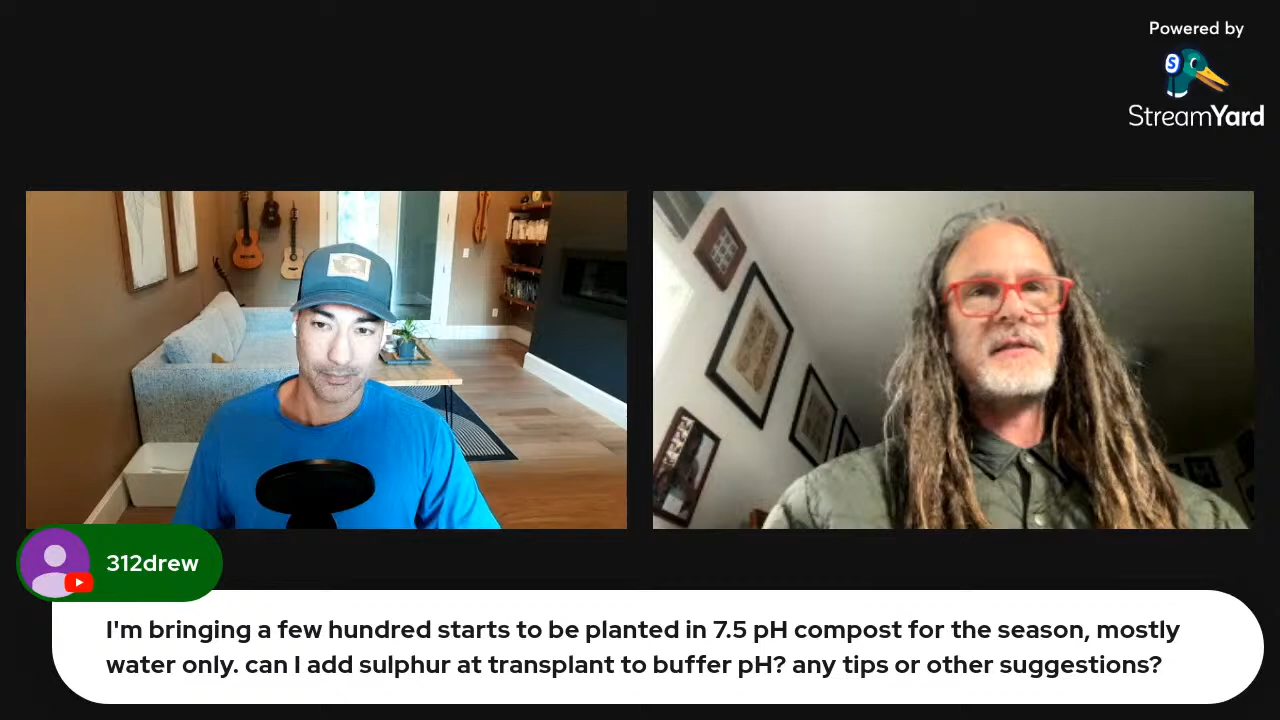 Powered by
StreamYard
312drew
I'm bringing a few hundred starts to be planted in 7.5 pH compost for the season, mostly
water only. can I add sulphur at transplant to buffer pH? any tips or other suggestions?